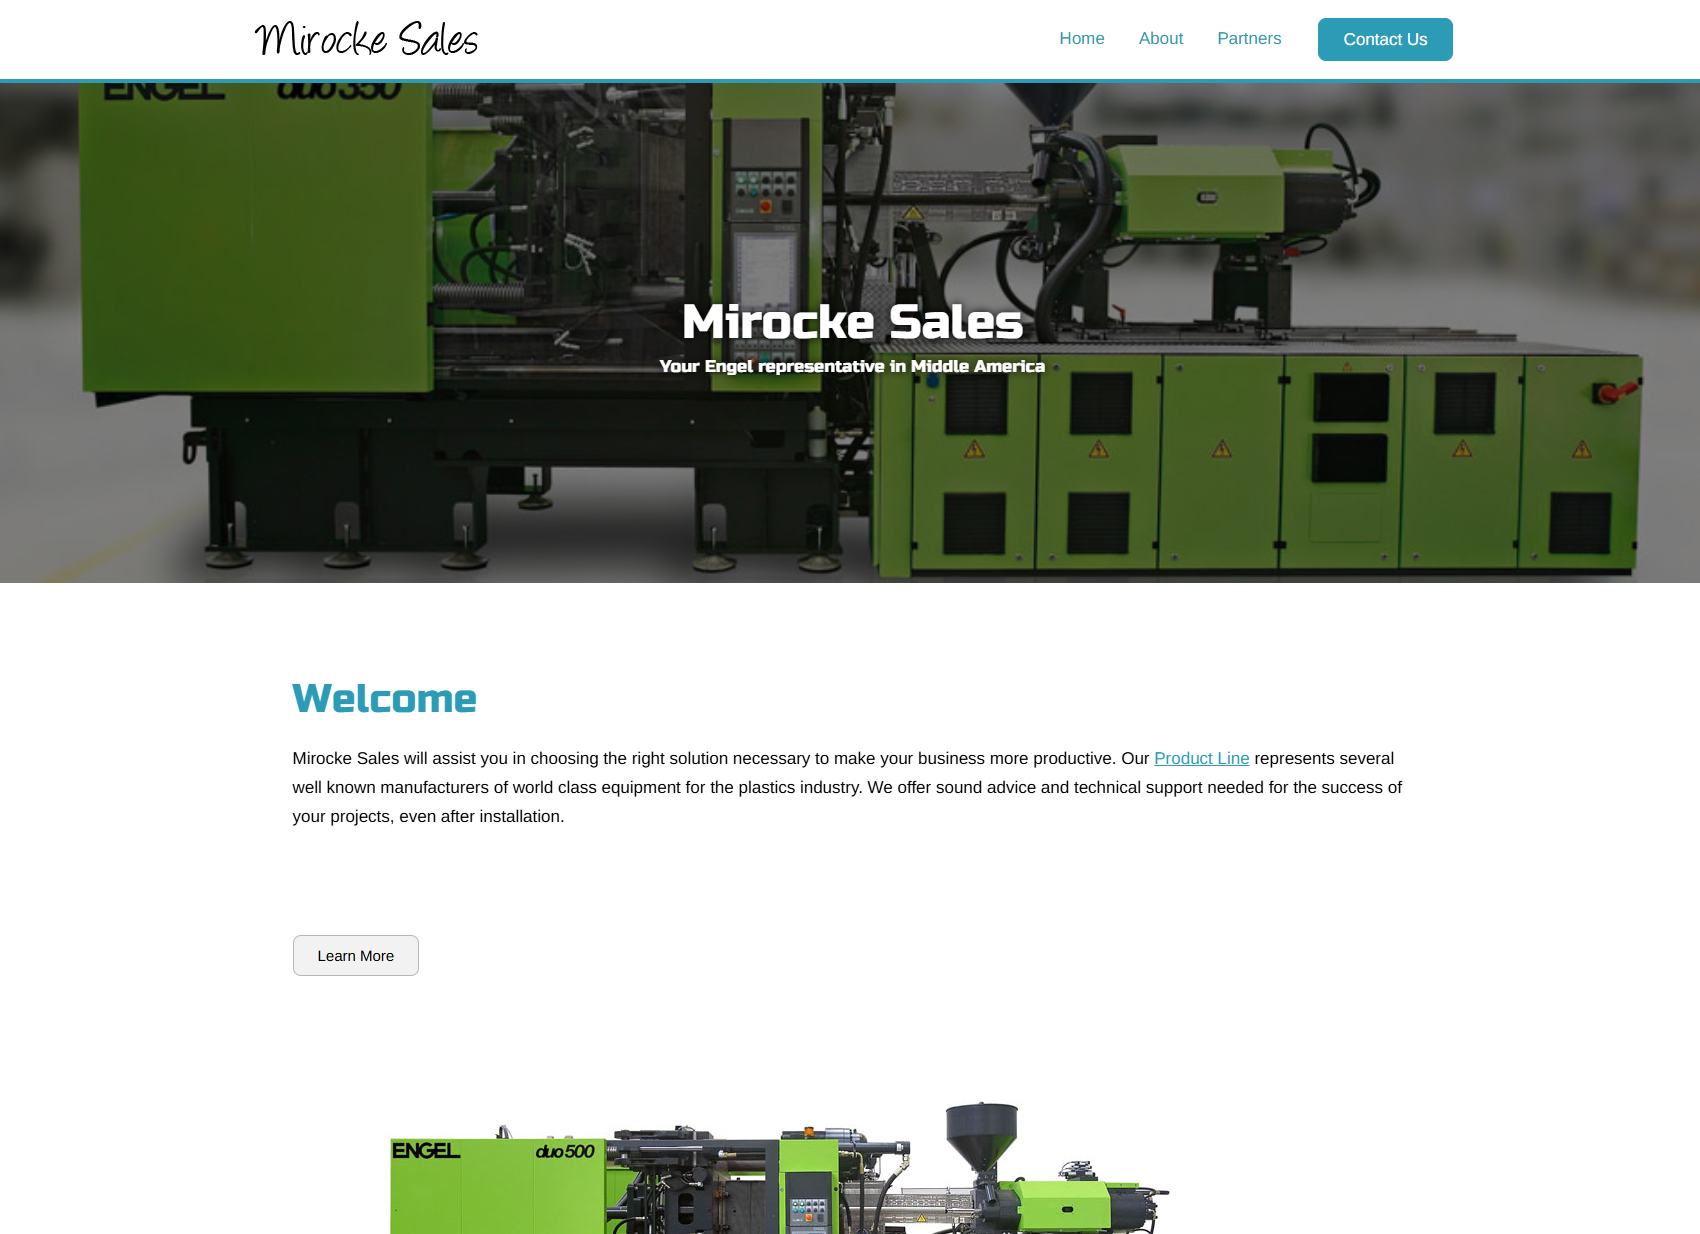 Mirocke Sales
Home About Partners Contact Us
ENGEL duo 350
Mirocke Sales
Your Engel representative in Middle America
Welcome
Mirocke Sales will assist you in choosing the right solution necessary to make your business more productive. Our Product Line represents several
well known manufacturers of world class equipment for the plastics industry. We offer sound advice and technical support needed for the success of
your projects, even after installation.
Learn More
ENGEL duo 500